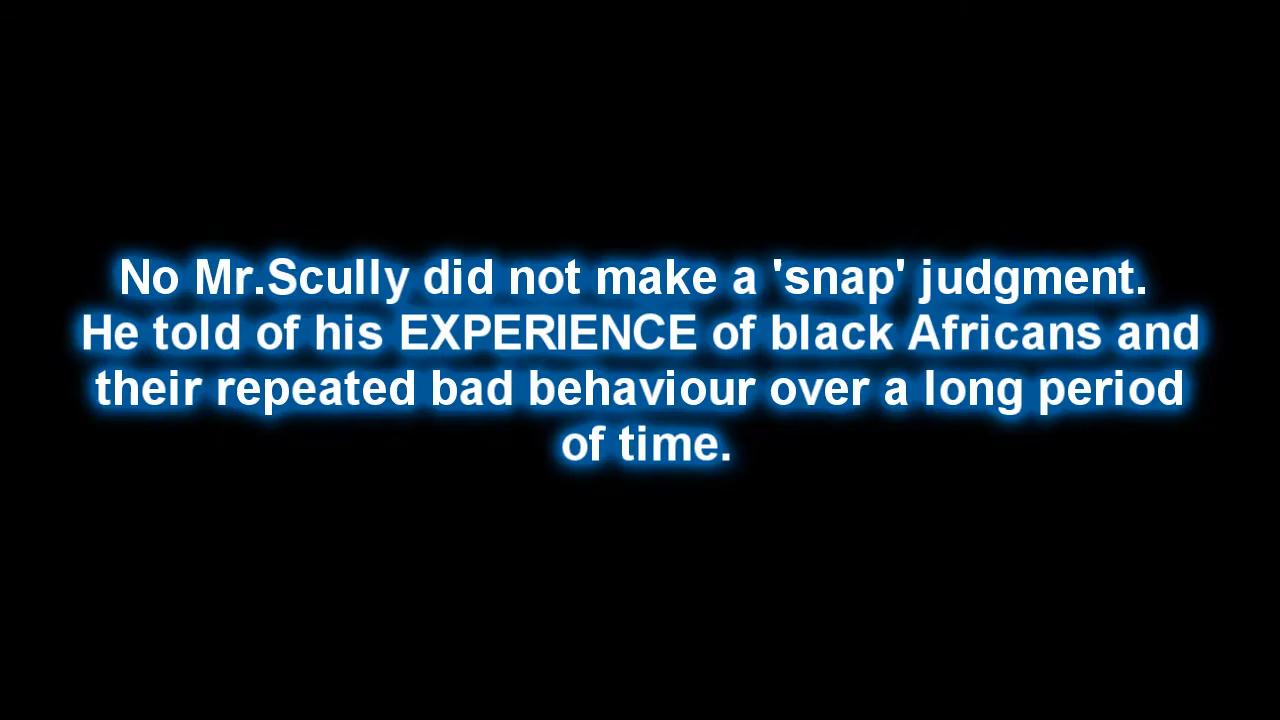 No Mr.Scully did not make a 'snap' judgment.
He told of his EXPERIENCE of black Africans and
their repeated bad behaviour over a long period
of time.